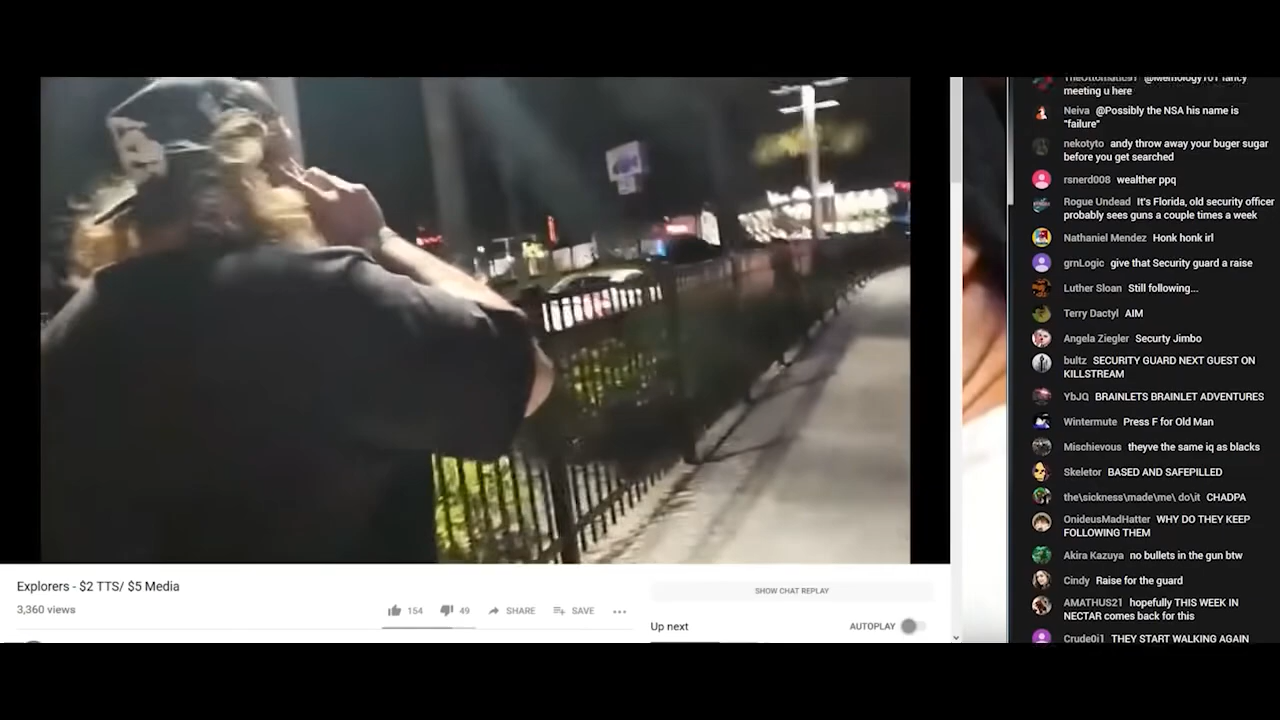 Explorers - $2 TTS/ $5 Media
3,360 views
154
49
SHARE
SAVE
SHOW CHAT REPLAY
Up next
AUTOPLAY
TheOttomatic91 @Memology101 fancy
meeting u here
Neiva @Possibly the NSA his name is
"failure"
nekotyto andy throw away your buger sugar
before you get searched
rsnerd008 wealther ppq
Rogue Undead It's Florida, old security officer
probably sees guns a couple times a week
Nathaniel Mendez Honk honk irl
grnLogic give that Security guard a raise
Luther Sloan Still following...
Terry Dactyl AIM
Angela Ziegler Securty Jimbo
bultz SECURITY GUARD NEXT GUEST ON
KILLSTREAM
YbJQ BRAINLETS BRAINLET ADVENTURES
Wintermute Press F for Old Man
Mischievous theyve the same iq as blacks
Skeletor BASED AND SAFEPILLED
the\sickness\made\me\ do\it CHADPA
OnideusMadHatter WHY DO THEY KEEP
FOLLOWING THEM
Akira Kazuya no bullets in the gun btw
Cindy Raise for the guard
AMATHUS21 hopefully THIS WEEK IN
NECTAR comes back for this
Crude0i1 THEY START WALKING AGAIN